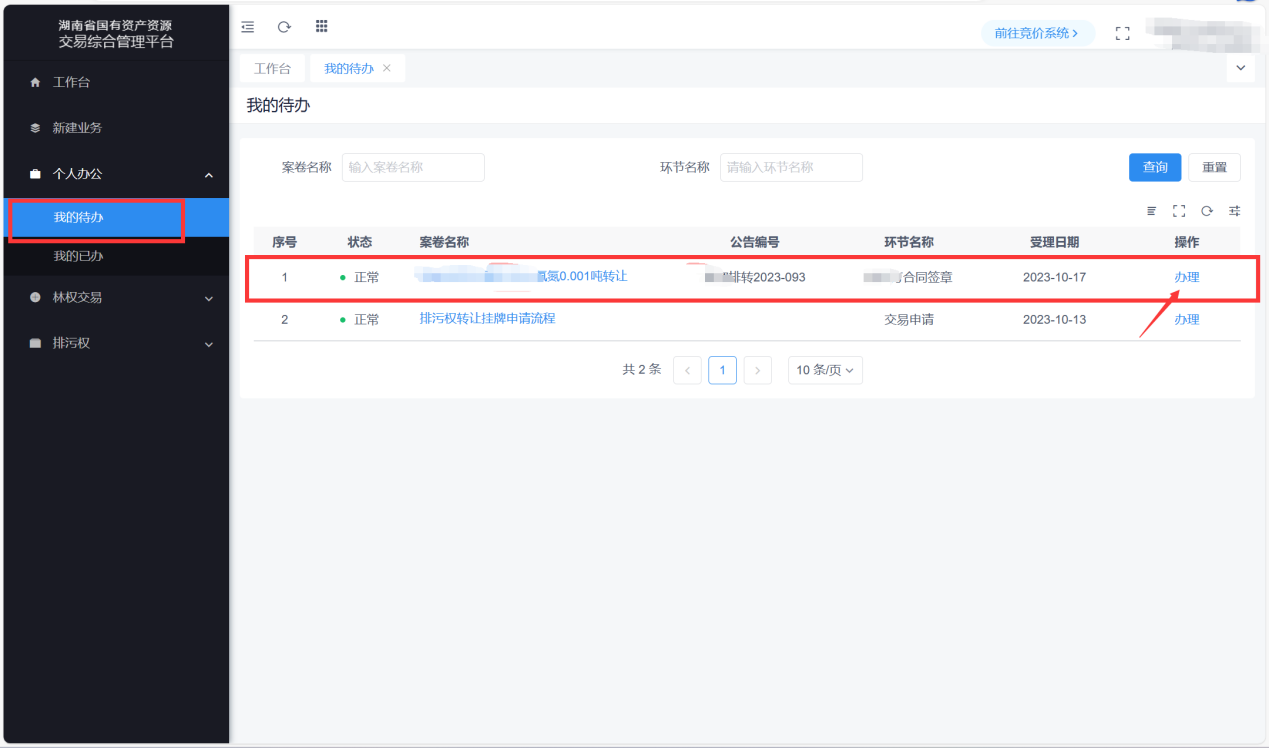 湖南省国有资产资源
交易综合管理平台
工作台
新建业务
个人办公
我的待办
我的已办
林权交易
排污权
前往竞价系统
工作台
我的待办
我的待办
案卷名称 输入案卷名称 环节名称 请输入环节名称 查询 重置
序号 状态 案卷名称 公告编号 环节名称 受理日期 操作
1 正常 氨氮0.001吨转让 排转2023-093 合同签章 2023-10-17 办理
2 正常 排污权转让挂牌申请流程 交易申请 2023-10-13 办理
共 2 条 1 10 条/页